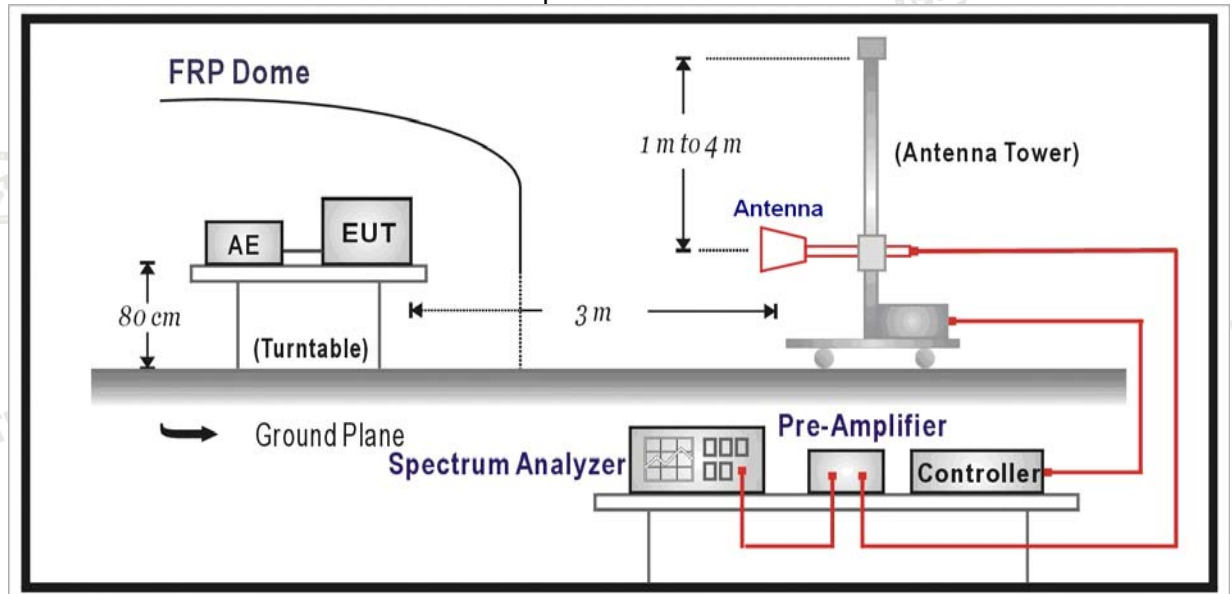 FRP Dome
1 m to 4 m
(Antenna Tower)
Antenna
AE
EUT
80 cm
3 m
(Turntable)
Ground Plane
Pre-Amplifier
Spectrum Analyzer
Controller